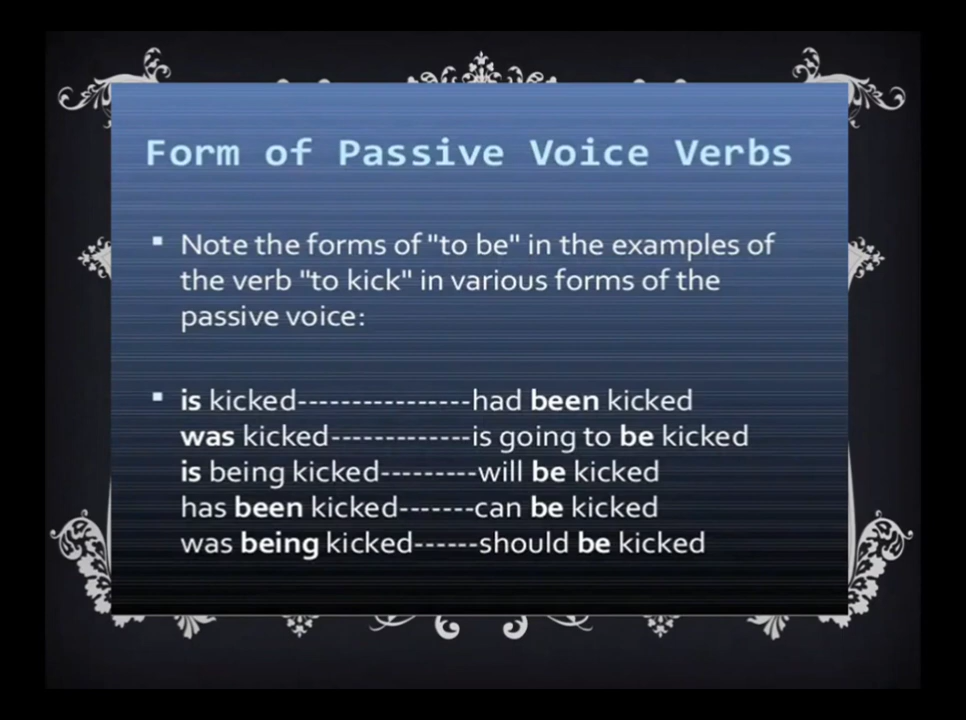 Form of Passive Voice Verbs
▪ Note the forms of "to be" in the examples of
the verb "to kick" in various forms of the
passive voice:
▪ is kicked----------------had been kicked
was kicked-------------is going to be kicked
is being kicked---------will be kicked
has been kicked-------can be kicked
was being kicked------should be kicked